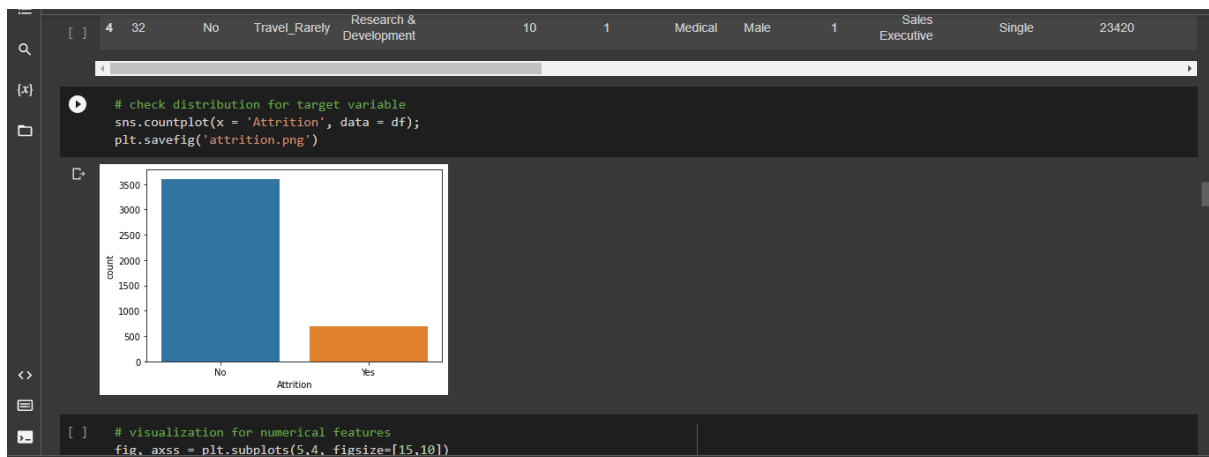 [ ] 4 32 No Travel_Rarely Research & Development 10 1 Medical Male 1 Sales Executive Single 23420
{x}
# check distribution for target variable
sns.countplot(x = 'Attrition', data = df);
plt.savefig('attrition.png')
3500
3000
2500
2000
1500
1000
500
0
count
No Yes
Attrition
[ ] # visualization for numerical features
fig, axss = plt.subplots(5,4, figsize=[15,10])